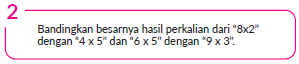 2
Bandingkan besarnya hasil perkalian dari “8x2”
dengan “4 x 5” dan “6 x 5” dengan “9 x 3”.